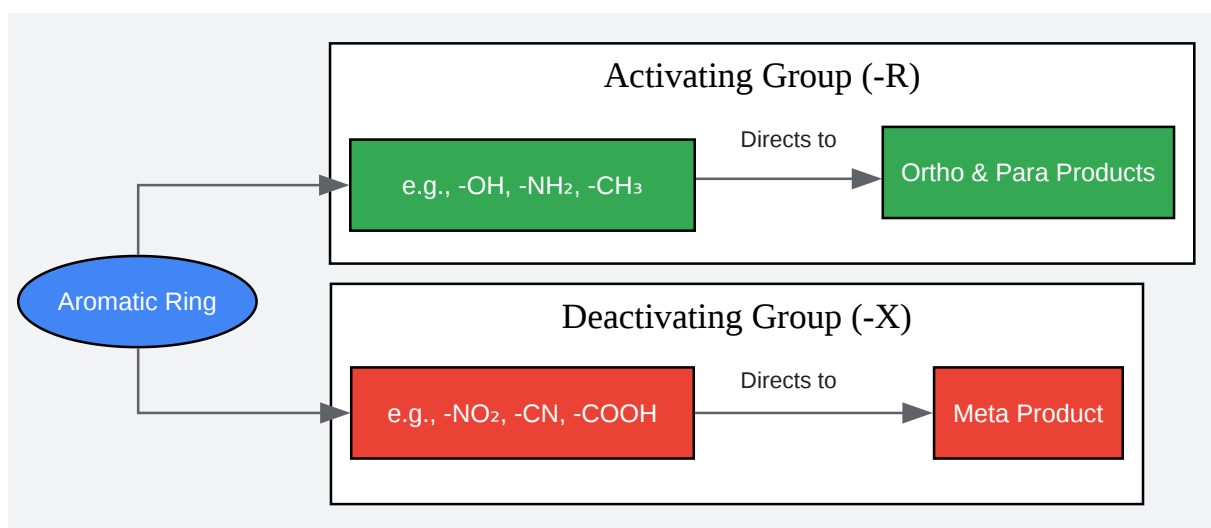 Activating Group (-R)
Directs to
e.g., -OH, -NH₂, -CH₃
Ortho & Para Products
Aromatic Ring
Deactivating Group (-X)
Directs to
e.g., -NO₂, -CN, -COOH
Meta Product